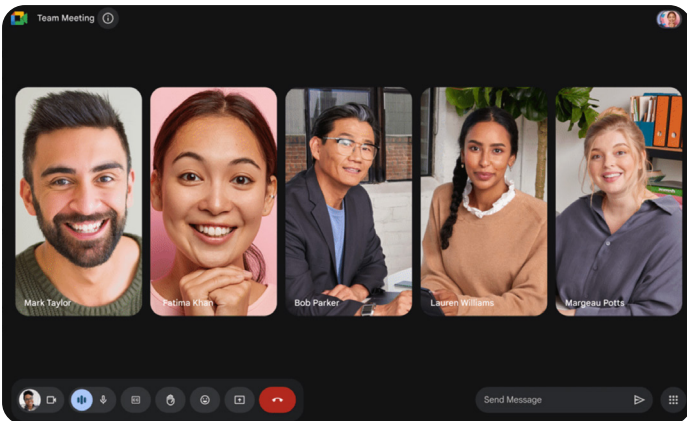 Team Meeting
Mark Taylor
Fatima Khan
Bob Parker
Lauren Williams
Margeau Potts
Send Message